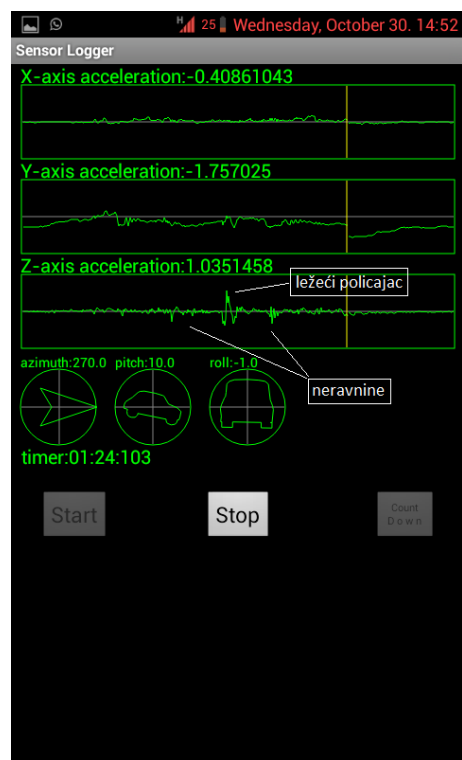 H 25 Wednesday, October 30. 14:52
Sensor Logger
X-axis acceleration:-0.40861043
Y-axis acceleration:-1.757025
Z-axis acceleration:1.0351458
ležeći policajac
neravnine
azimuth:270.0 pitch:10.0 roll:-1.0
timer:01:24:103
Start Stop Count
Down